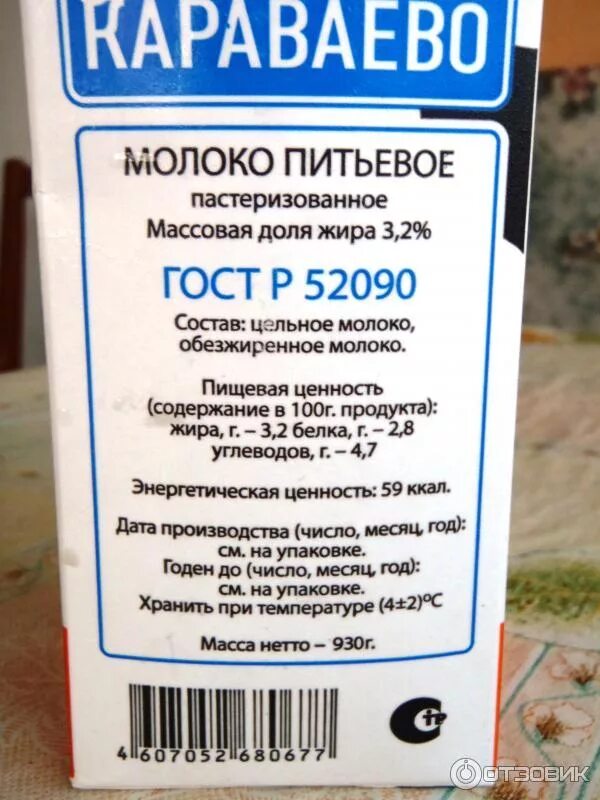 КАРАВАЕВО
МОЛОКО ПИТЬЕВОЕ
пастеризованное
Массовая доля жира 3,2%
ГОСТ Р 52090
Состав: цельное молоко,
обезжиренное молоко.
Пищевая ценность
(содержание в 100г. продукта):
жира, г. – 3,2 белка, г. – 2,8
углеводов, г. – 4,7
Энергетическая ценность: 59 ккал.
Дата производства (число, месяц, год):
см. на упаковке.
Годен до (число, месяц, год):
см. на упаковке.
Хранить при температуре (4±2)°С
Масса нетто – 930г.
4 607052 680677
ОТЗОВИК